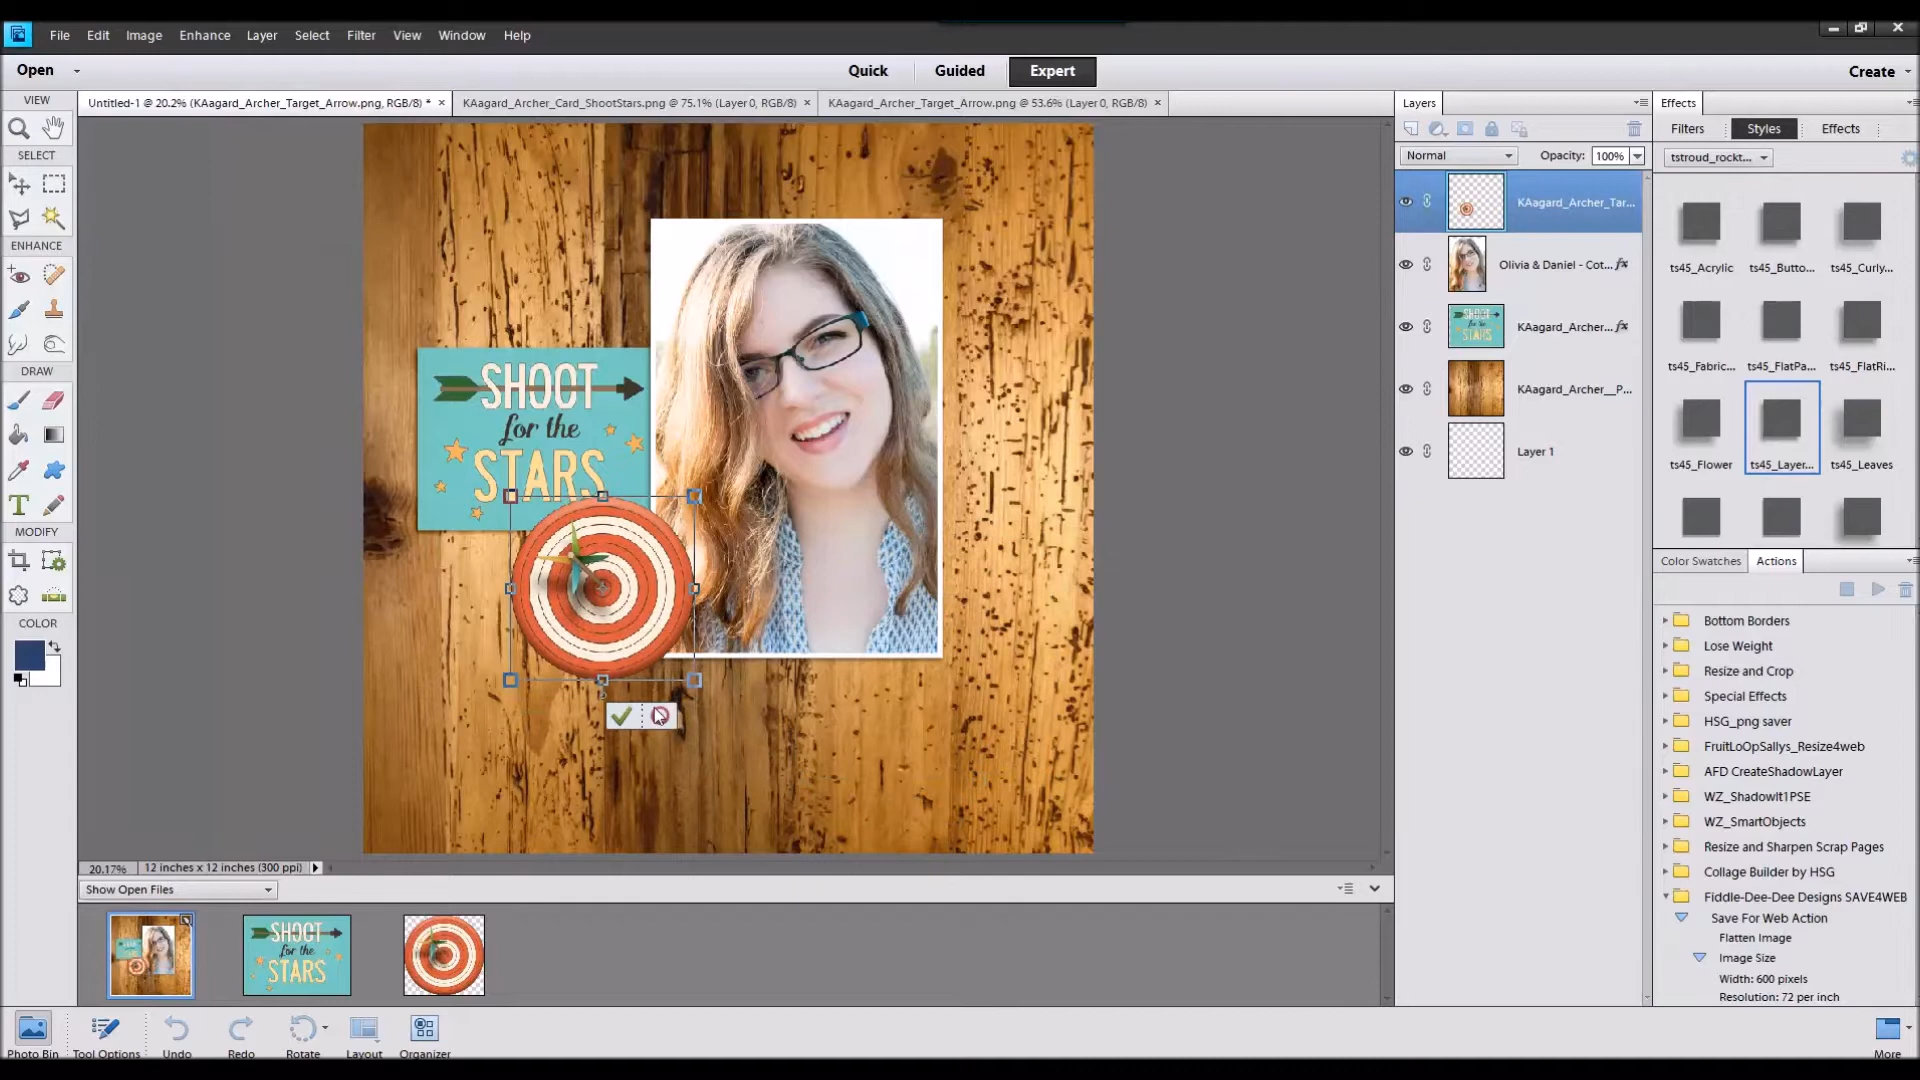 File Edit Image Enhance Layer Select Filter View Window Help
Open
Quick Guided Expert
Create
VIEW
SELECT
ENHANCE
DRAW
MODIFY
COLOR
Untitled-1 @ 20.2% (KAagard_Archer_Target_Arrow.png, RGB/8) *
KAagard_Archer_Card_ShootStars.png @ 75.1% (Layer 0, RGB/8)
KAagard_Archer_Target_Arrow.png @ 53.6% (Layer 0, RGB/8)
SHOOT
for the
STARS
20.17% 12 inches x 12 inches (300 ppi)
Show Open Files
SHOOT
for the
STARS
Photo Bin Tool Options Undo Redo Rotate Layout Organizer
More
Layers
Normal Opacity: 100%
KAagard_Archer_Tar...
Olivia & Daniel - Cot... fx
KAagard_Archer... fx
KAagard_Archer__P...
Layer 1
Effects
Filters Styles Effects
tstroud_rockt...
ts45_Acrylic ts45_Butto... ts45_Curly...
ts45_Fabric... ts45_FlatPa... ts45_FlatRi...
ts45_Flower ts45_Layer... ts45_Leaves
Color Swatches Actions
Bottom Borders
Lose Weight
Resize and Crop
Special Effects
HSG_png saver
FruitLoOpSallys_Resize4web
AFD CreateShadowLayer
WZ_ShadowIt1PSE
WZ_SmartObjects
Resize and Sharpen Scrap Pages
Collage Builder by HSG
Fiddle-Dee-Dee Designs SAVE4WEB
Save For Web Action
Flatten Image
Image Size
Width: 600 pixels
Resolution: 72 per inch